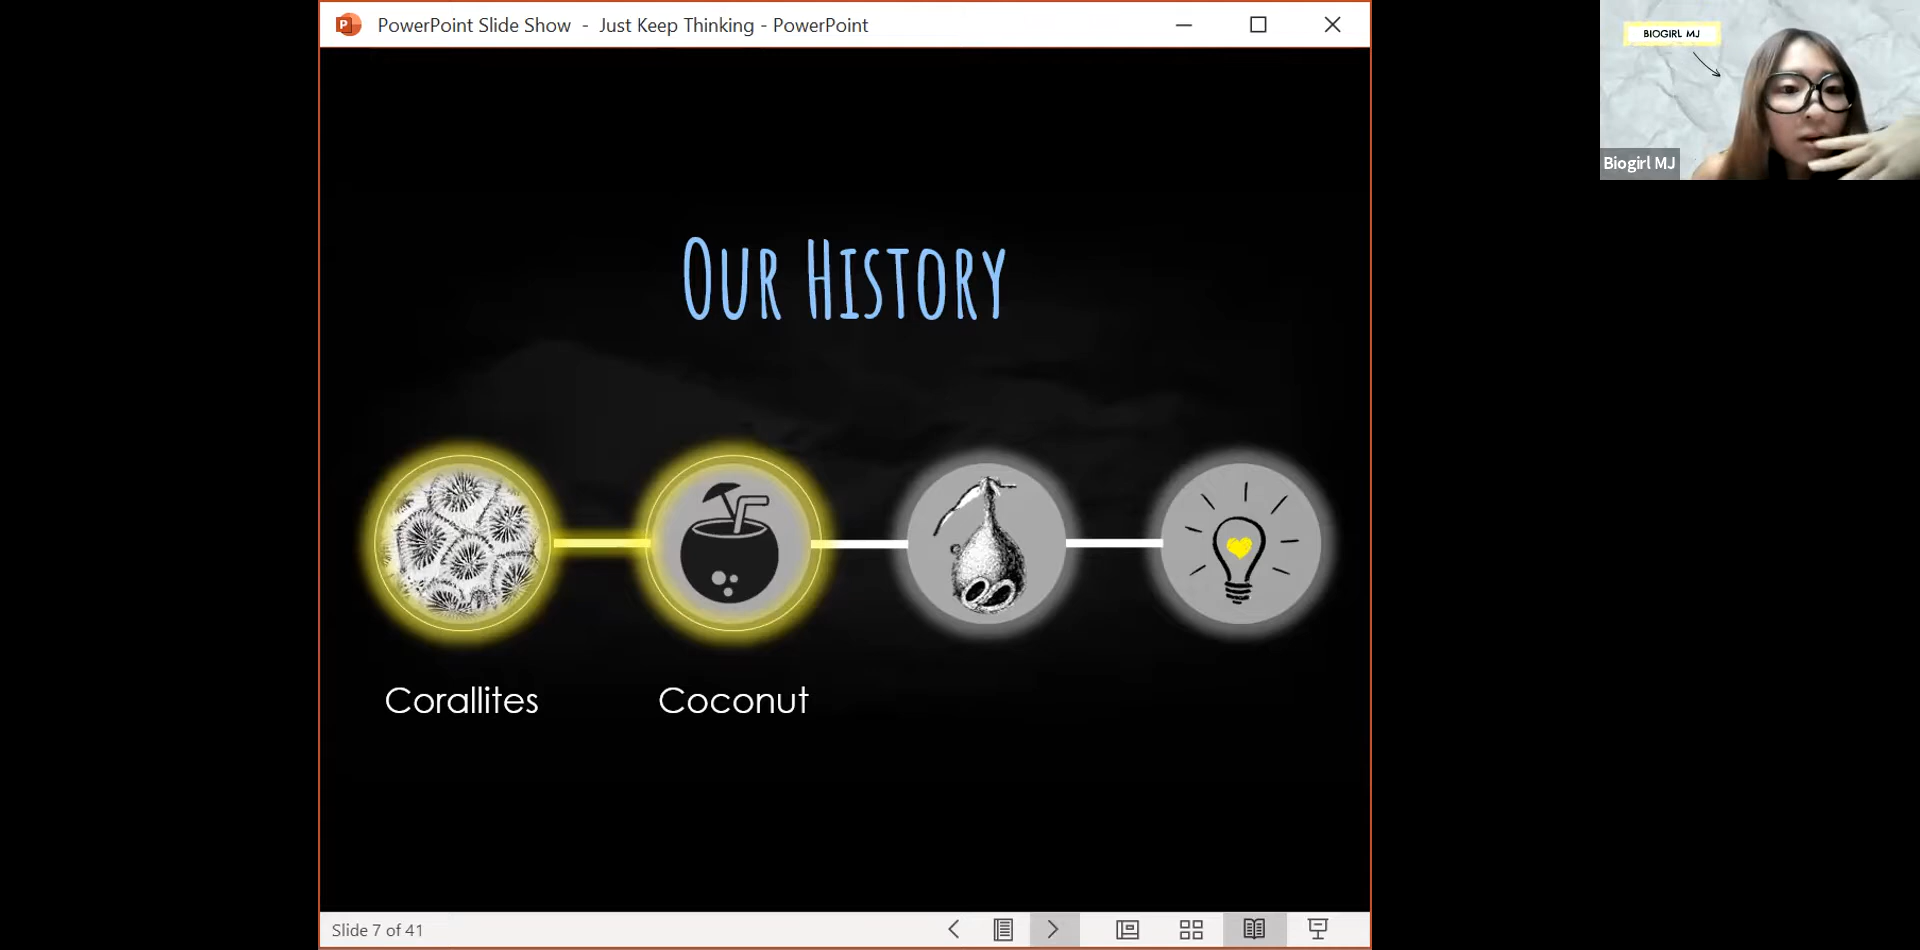 PowerPoint Slide Show - Just Keep Thinking - PowerPoint
BIOGIRL MJ
Biogirl MJ
OUR HISTORY
Corallites
Coconut
Slide 7 of 41